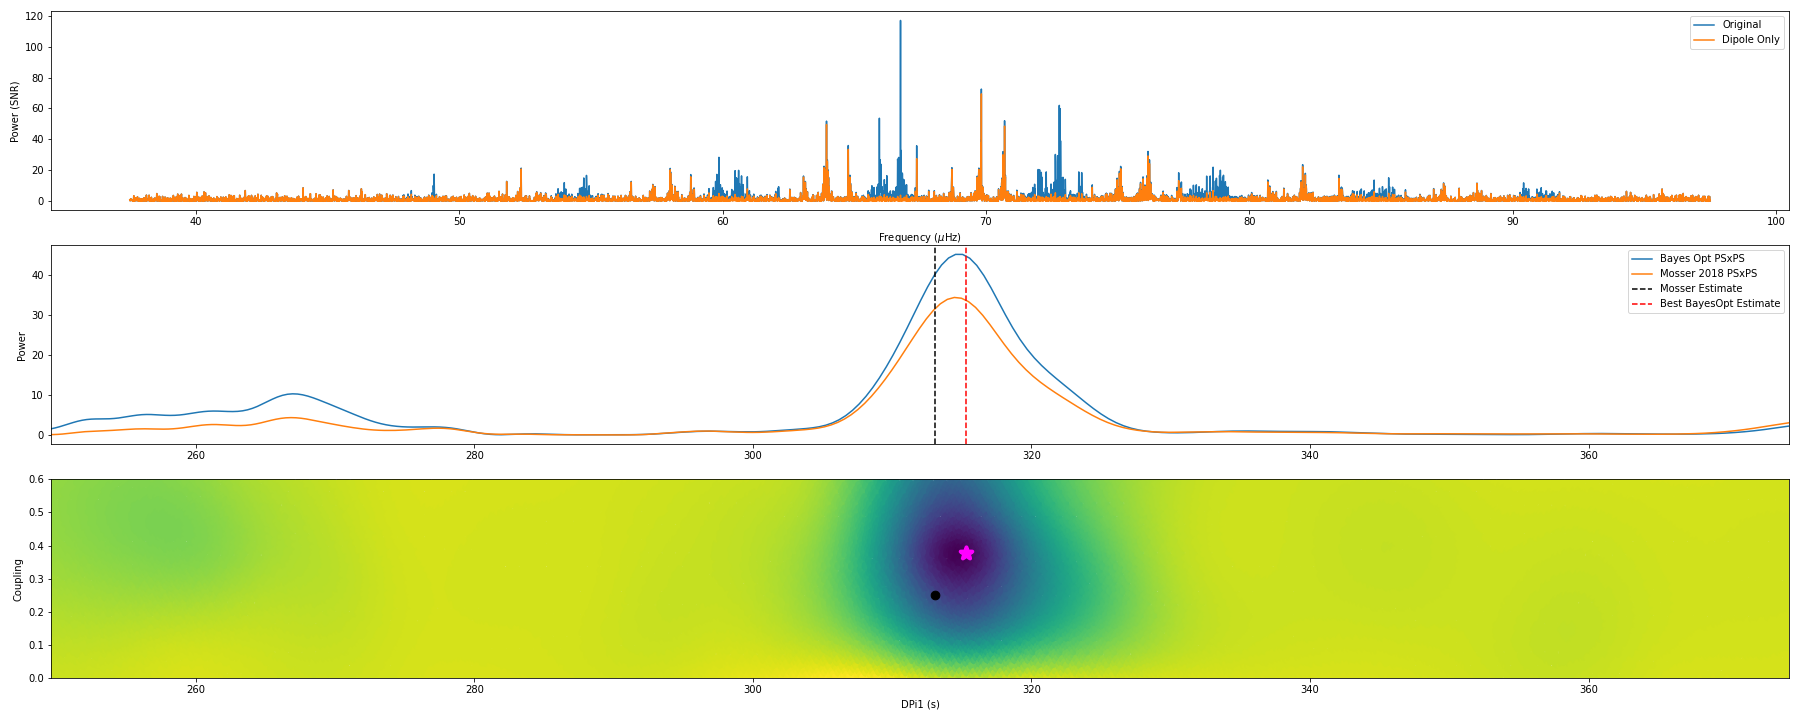 120
100
80
60
40
20
0
Power (SNR)
Original
Dipole Only
40 50 60 70 80 90 100
Frequency (μHz)
40
30
20
10
0
Power
Bayes Opt PSxPS
Mosser 2018 PSxPS
Mosser Estimate
Best BayesOpt Estimate
260 280 300 320 340 360
0.6
0.5
0.4
0.3
0.2
0.1
0.0
Coupling
260 280 300 320 340 360
DPi1 (s)